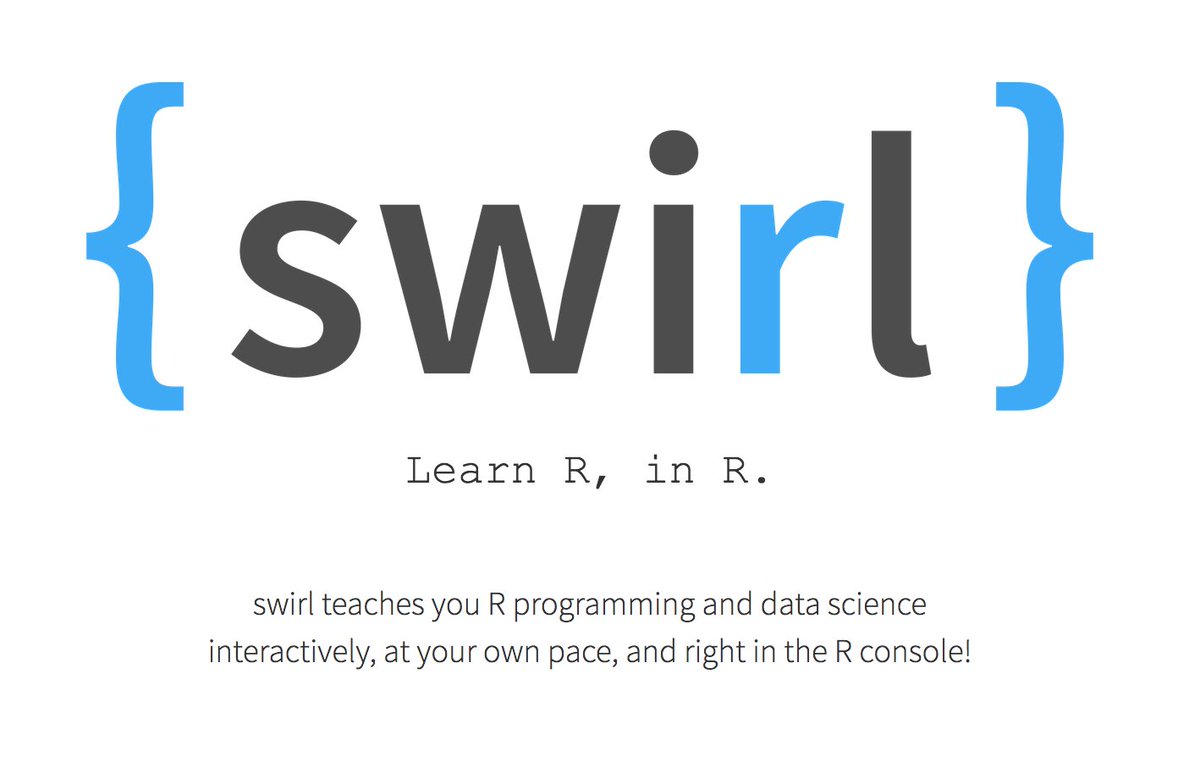 {swirl}
Learn R, in R.
swirl teaches you R programming and data science
interactively, at your own pace, and right in the R console!